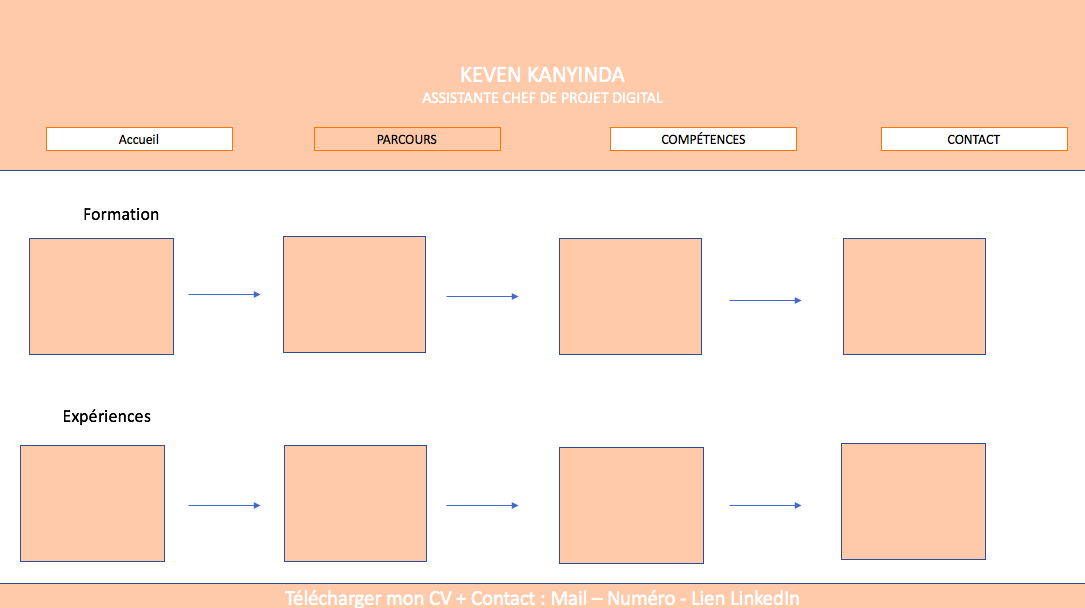 KEVEN KANYINDA
ASSISTANTE CHEF DE PROJET DIGITAL
Accueil
PARCOURS
COMPÉTENCES
CONTACT
Formation
Expériences
Télécharger mon CV + Contact : Mail – Numéro - Lien LinkedIn